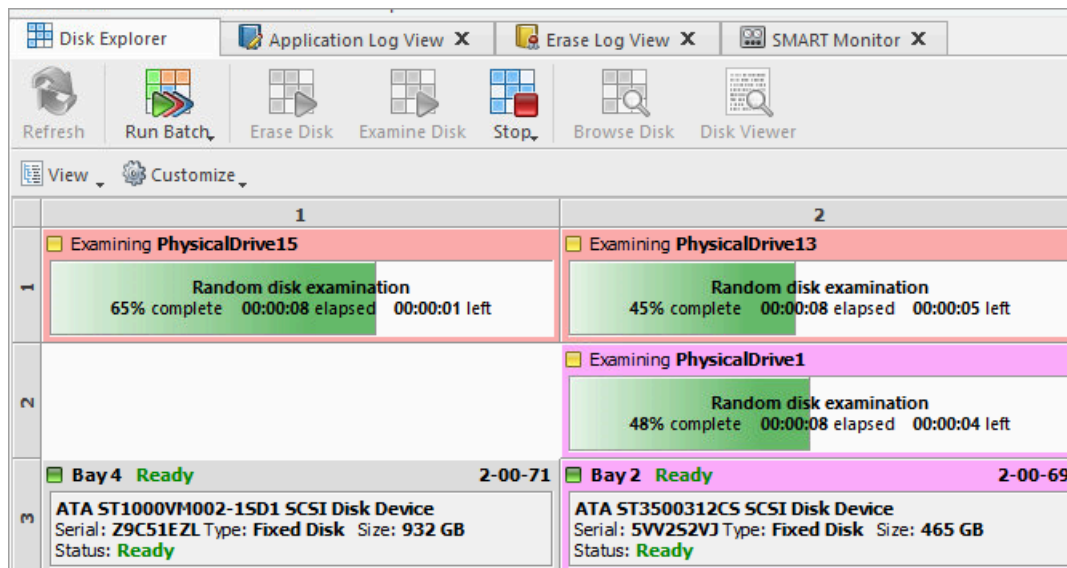 Disk Explorer
Application Log View X
Erase Log View X
SMART Monitor X
Refresh
Run Batch
Erase Disk
Examine Disk
Stop
Browse Disk
Disk Viewer
View
Customize
1
2
1
Examining PhysicalDrive15
Random disk examination
65% complete 00:00:08 elapsed 00:00:01 left
Examining PhysicalDrive13
Random disk examination
45% complete 00:00:08 elapsed 00:00:05 left
2
Examining PhysicalDrive1
Random disk examination
48% complete 00:00:08 elapsed 00:00:04 left
3
Bay 4 Ready 2-00-71
ATA ST1000VM002-1SD1 SCSI Disk Device
Serial: Z9C51EZL Type: Fixed Disk Size: 932 GB
Status: Ready
Bay 2 Ready 2-00-69
ATA ST3500312CS SCSI Disk Device
Serial: 5VV2S2VJ Type: Fixed Disk Size: 465 GB
Status: Ready